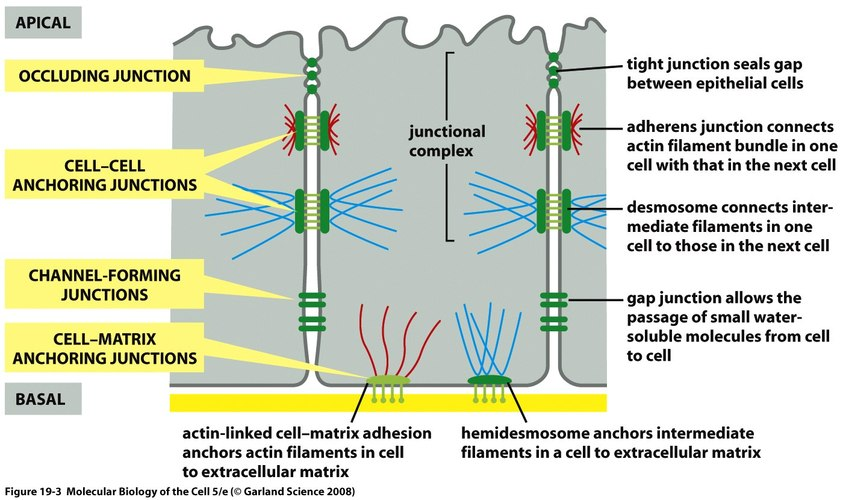 APICAL
OCCLUDING JUNCTION
CELL–CELL
ANCHORING JUNCTIONS
CHANNEL-FORMING
JUNCTIONS
CELL–MATRIX
ANCHORING JUNCTIONS
BASAL
junctional
complex
tight junction seals gap
between epithelial cells
adherens junction connects
actin filament bundle in one
cell with that in the next cell
desmosome connects inter-
mediate filaments in one
cell to those in the next cell
gap junction allows the
passage of small water-
soluble molecules from cell
to cell
actin-linked cell–matrix adhesion
anchors actin filaments in cell
to extracellular matrix
hemidesmosome anchors intermediate
filaments in a cell to extracellular matrix
Figure 19-3 Molecular Biology of the Cell 5/e (© Garland Science 2008)